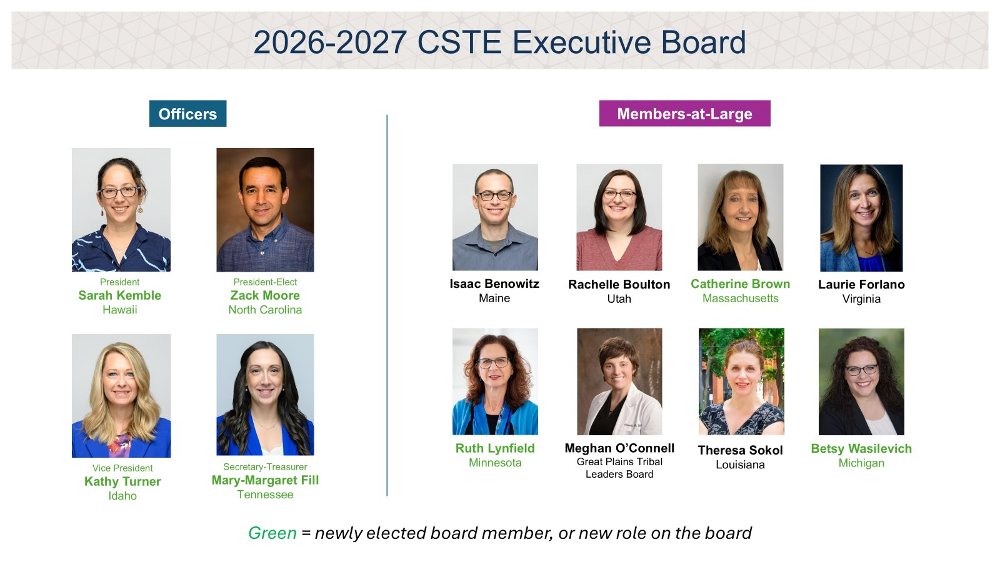 2026-2027 CSTE Executive Board
Officers
President
Sarah Kemble
Hawaii
President-Elect
Zack Moore
North Carolina
Vice President
Kathy Turner
Idaho
Secretary-Treasurer
Mary-Margaret Fill
Tennessee
Members-at-Large
Isaac Benowitz
Maine
Rachelle Boulton
Utah
Catherine Brown
Massachusetts
Laurie Forlano
Virginia
Ruth Lynfield
Minnesota
Meghan O’Connell
Great Plains Tribal
Leaders Board
Theresa Sokol
Louisiana
Betsy Wasilevich
Michigan
Green = newly elected board member, or new role on the board